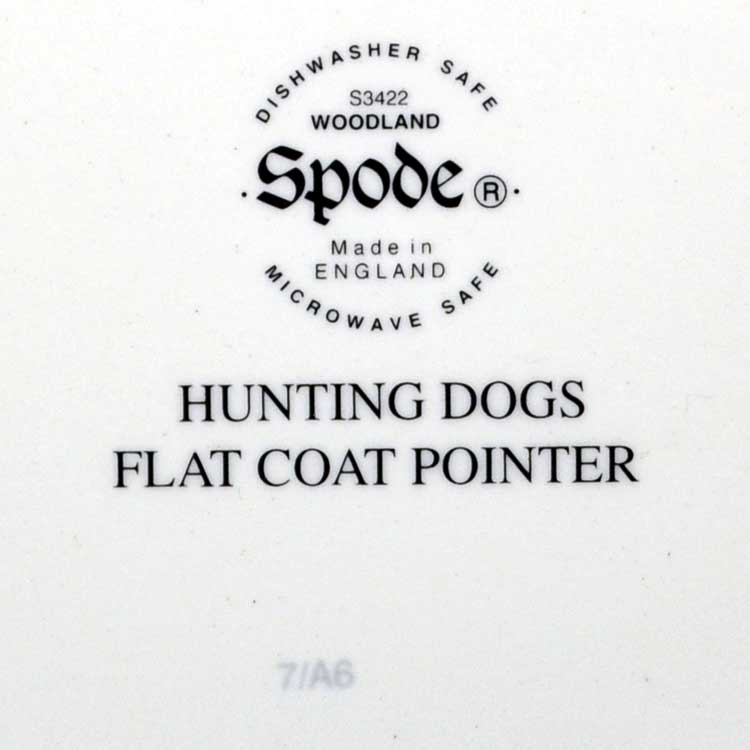 DISHWASHER SAFE
S3422
WOODLAND
Spode ®
Made in
ENGLAND
MICROWAVE SAFE
HUNTING DOGS
FLAT COAT POINTER
7/A6